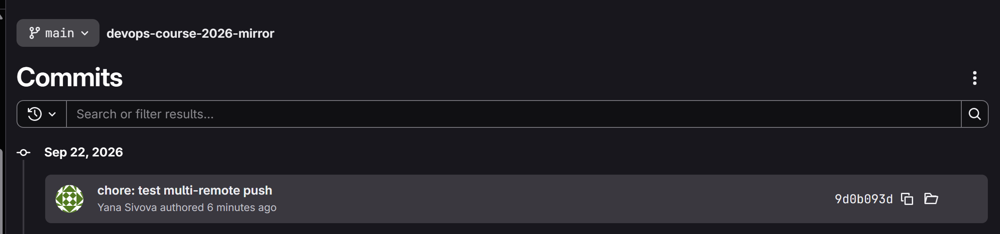 main devops-course-2026-mirror
Commits
Search or filter results...
Sep 22, 2026
chore: test multi-remote push
Yana Sivova authored 6 minutes ago
9d0b093d